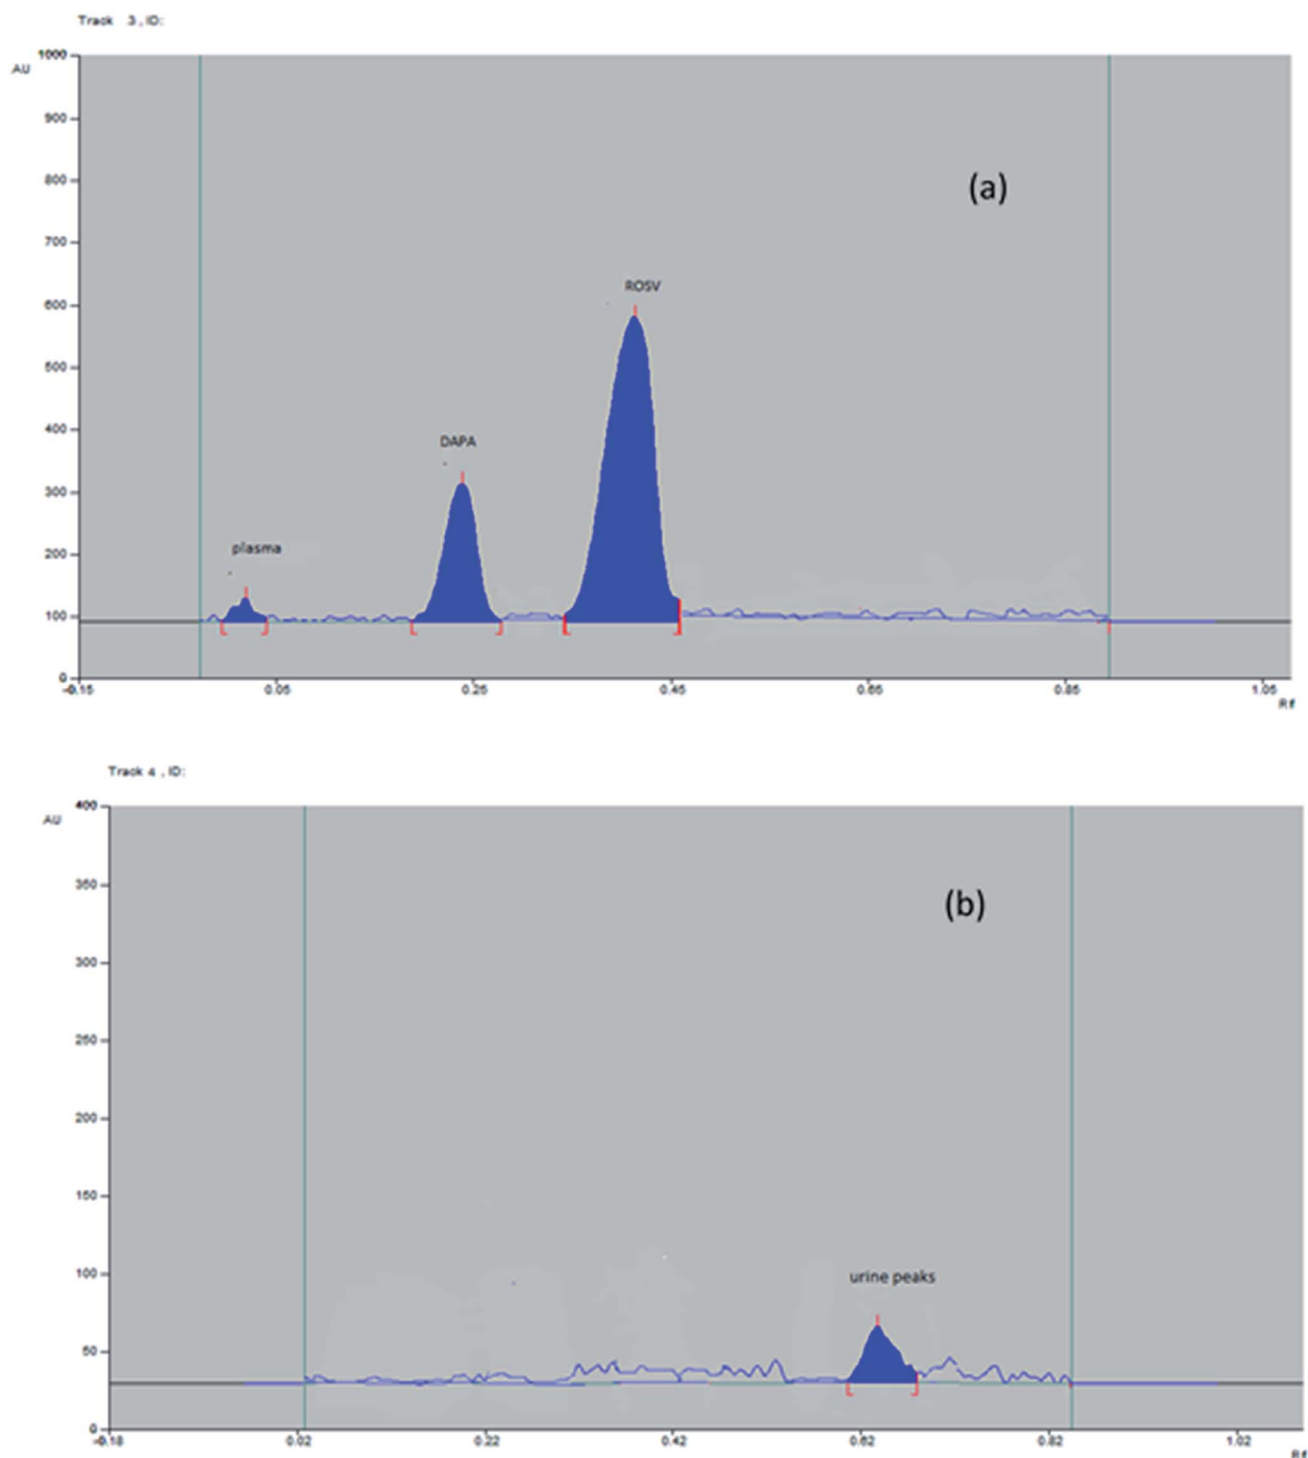 Track 3 , ID:
1000
AU
900
800
(a)
700
600
ROSV
500
400
DAPA
300
200
plasma
100
0
-0.15 0.05 0.25 0.45 0.65 0.85 1.05
Rf
Track 4 , ID:
400
AU
350
(b)
300
250
200
150
100
urine peaks
50
0
-0.18 0.02 0.22 0.42 0.62 0.82 1.02
Rf